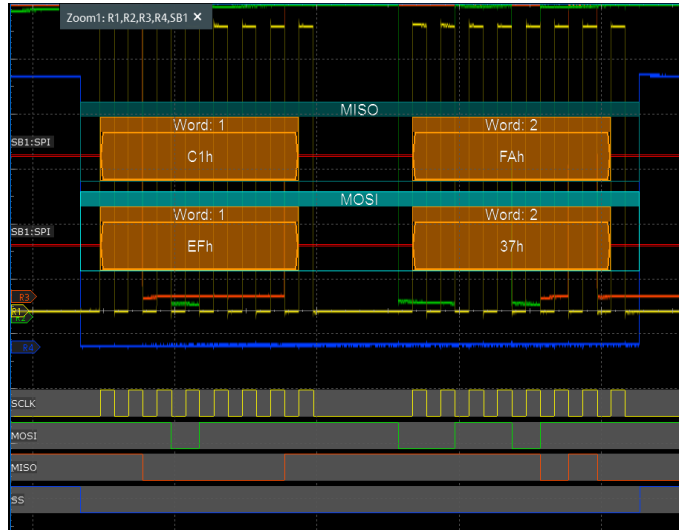 Zoom1: R1,R2,R3,R4,SB1 ×
MISO
Word: 1
Word: 2
SB1:SPI
C1h
FAh
MOSI
Word: 1
Word: 2
SB1:SPI
EFh
37h
R3
R1
R2
R4
SCLK
MOSI
MISO
SS